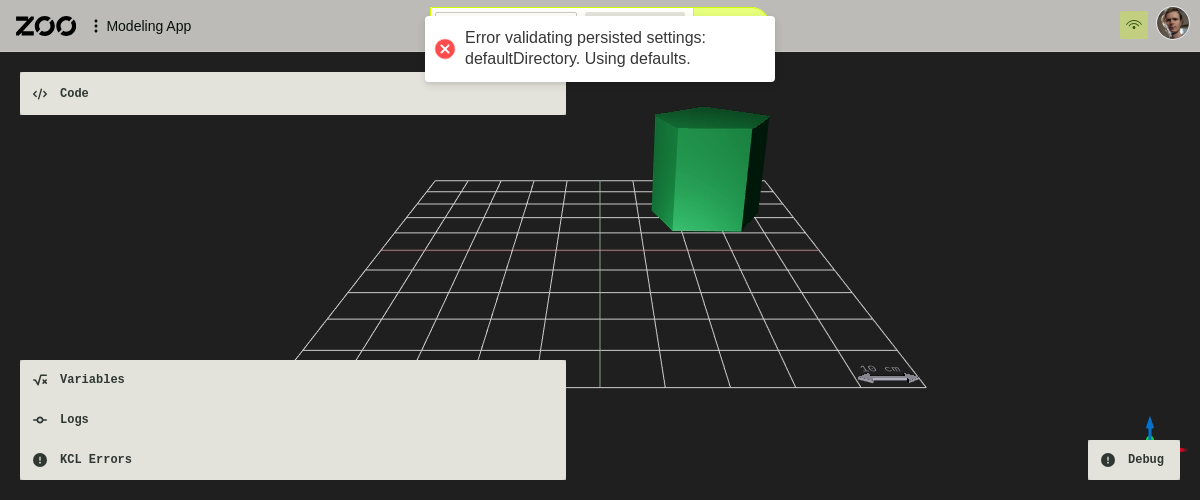 ZOO
Modeling App
Error validating persisted settings:
defaultDirectory. Using defaults.
Code
10 cm
Variables
Logs
KCL Errors
Debug